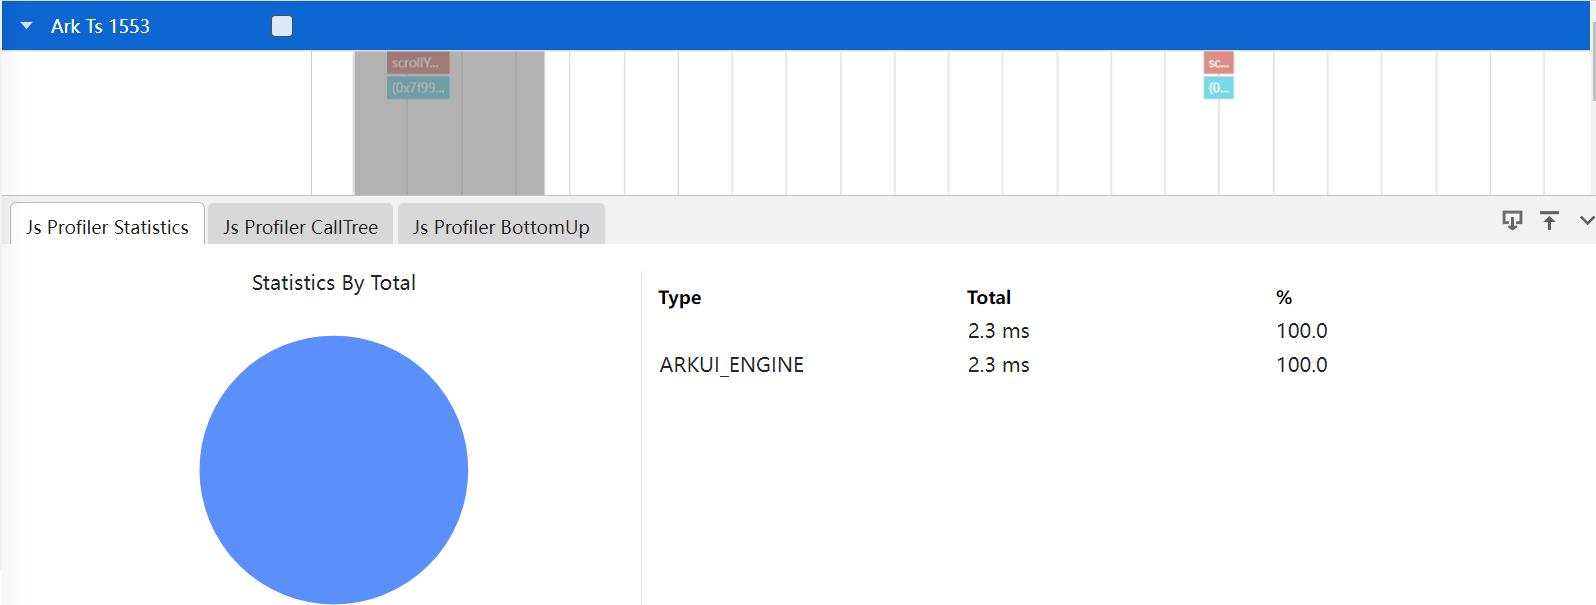 Ark Ts 1553
scrollY... sc...
(0x7f99... (0...
Js Profiler Statistics Js Profiler CallTree Js Profiler BottomUp
Statistics By Total
Type Total %
2.3 ms 100.0
ARKUI_ENGINE 2.3 ms 100.0